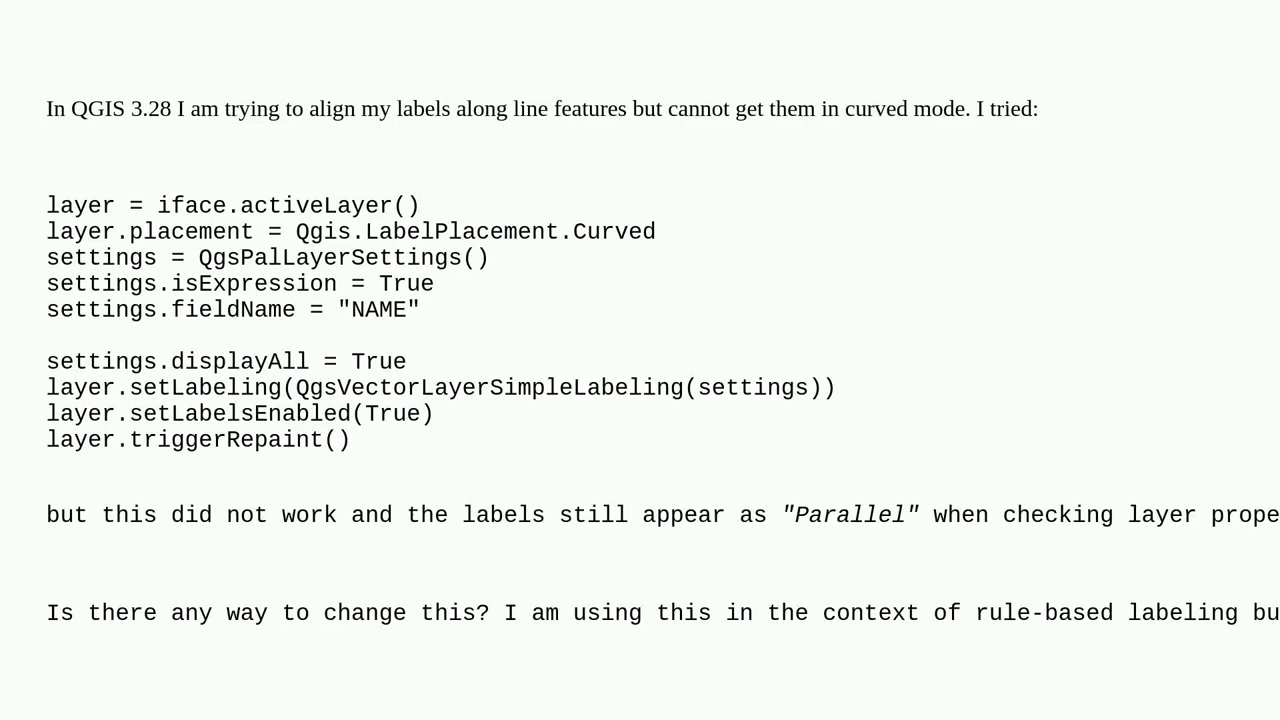 In QGIS 3.28 I am trying to align my labels along line features but cannot get them in curved mode. I tried:
layer = iface.activeLayer()
layer.placement = Qgis.LabelPlacement.Curved
settings = QgsPalLayerSettings()
settings.isExpression = True
settings.fieldName = "NAME"
settings.displayAll = True
layer.setLabeling(QgsVectorLayerSimpleLabeling(settings))
layer.setLabelsEnabled(True)
layer.triggerRepaint()
but this did not work and the labels still appear as "Parallel" when checking layer prope
Is there any way to change this? I am using this in the context of rule-based labeling bu